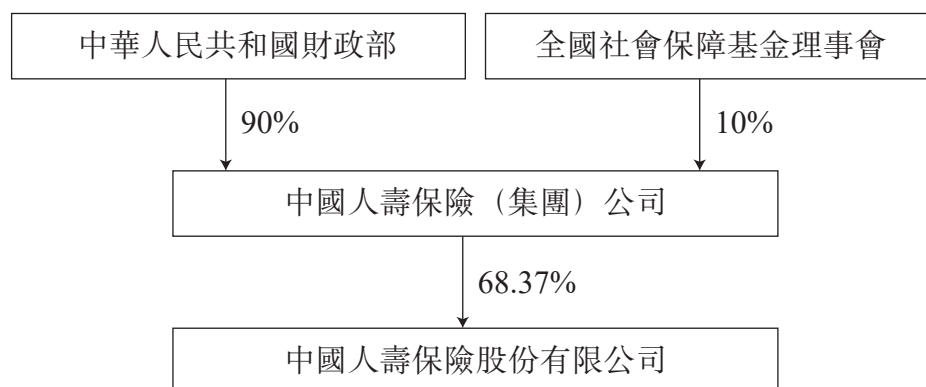 中華人民共和國財政部
全國社會保障基金理事會
90%
10%
中國人壽保險（集團）公司
68.37%
中國人壽保險股份有限公司